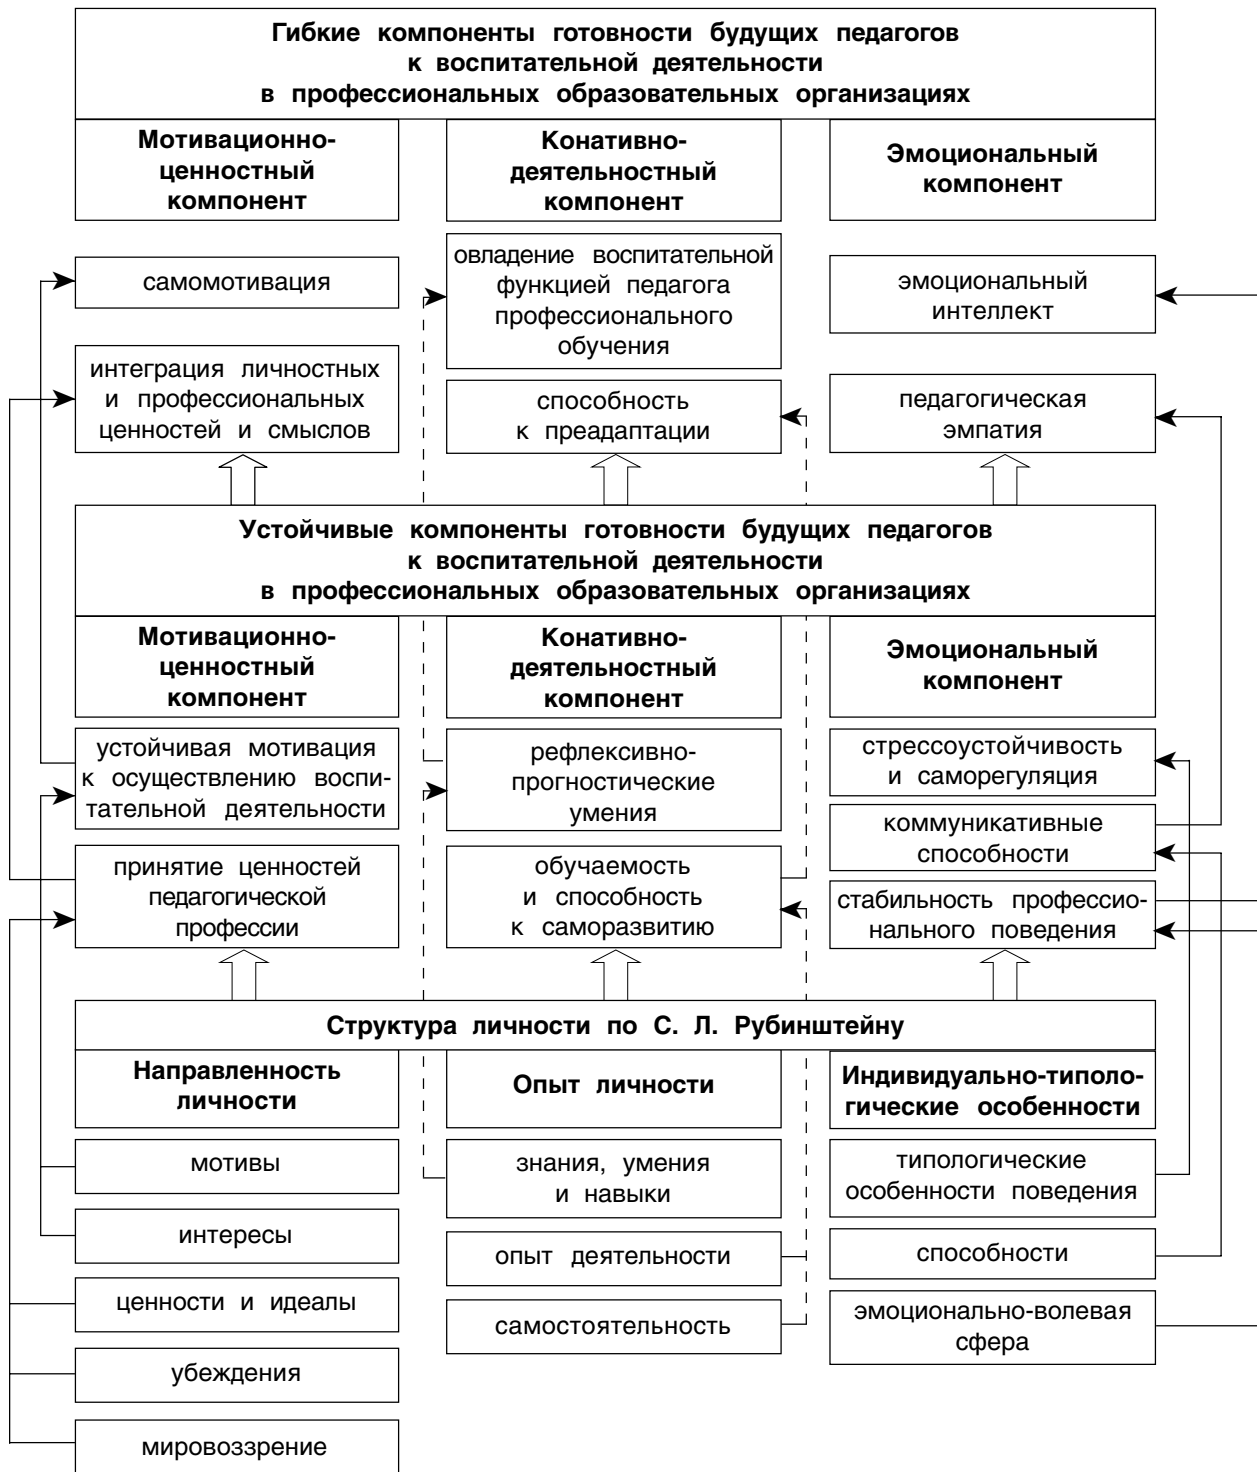 Гибкие компоненты готовности будущих педагогов
к воспитательной деятельности
в профессиональных образовательных организациях
Мотивационно-
ценностный
компонент
Конативно-
деятельностный
компонент
Эмоциональный
компонент
самомотивация
овладение воспитательной
функцией педагога
профессионального
обучения
эмоциональный
интеллект
интеграция личностных
и профессиональных
ценностей и смыслов
способность
к преадаптации
педагогическая
эмпатия
Устойчивые компоненты готовности будущих педагогов
к воспитательной деятельности
в профессиональных образовательных организациях
Мотивационно-
ценностный
компонент
Конативно-
деятельностный
компонент
Эмоциональный
компонент
устойчивая мотивация
к осуществлению воспи-
тательной деятельности
рефлексивно-
прогностические
умения
стрессоустойчивость
и саморегуляция
коммуникативные
способности
принятие ценностей
педагогической
профессии
обучаемость
и способность
к саморазвитию
стабильность профессио-
нального поведения
Структура личности по С. Л. Рубинштейну
Направленность
личности
Опыт личности
Индивидуально-типоло-
гические особенности
мотивы
знания, умения
и навыки
типологические
особенности поведения
интересы
опыт деятельности
способности
ценности и идеалы
самостоятельность
эмоционально-волевая
сфера
убеждения
мировоззрение